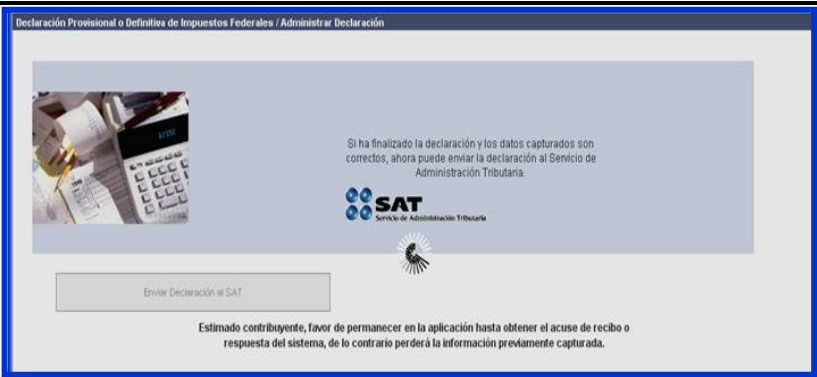 Declaración Provisional o Definitiva de Impuestos Federales / Administrar Declaración
Si ha finalizado la declaración y los datos capturados son
correctos, ahora puede enviar la declaración al Servicio de
Administración Tributaria.
SAT
Servicio de Administración Tributaria
Enviar Declaración al SAT
Estimado contribuyente, favor de permanecer en la aplicación hasta obtener el acuse de recibo o
respuesta del sistema, de lo contrario perderá la información previamente capturada.